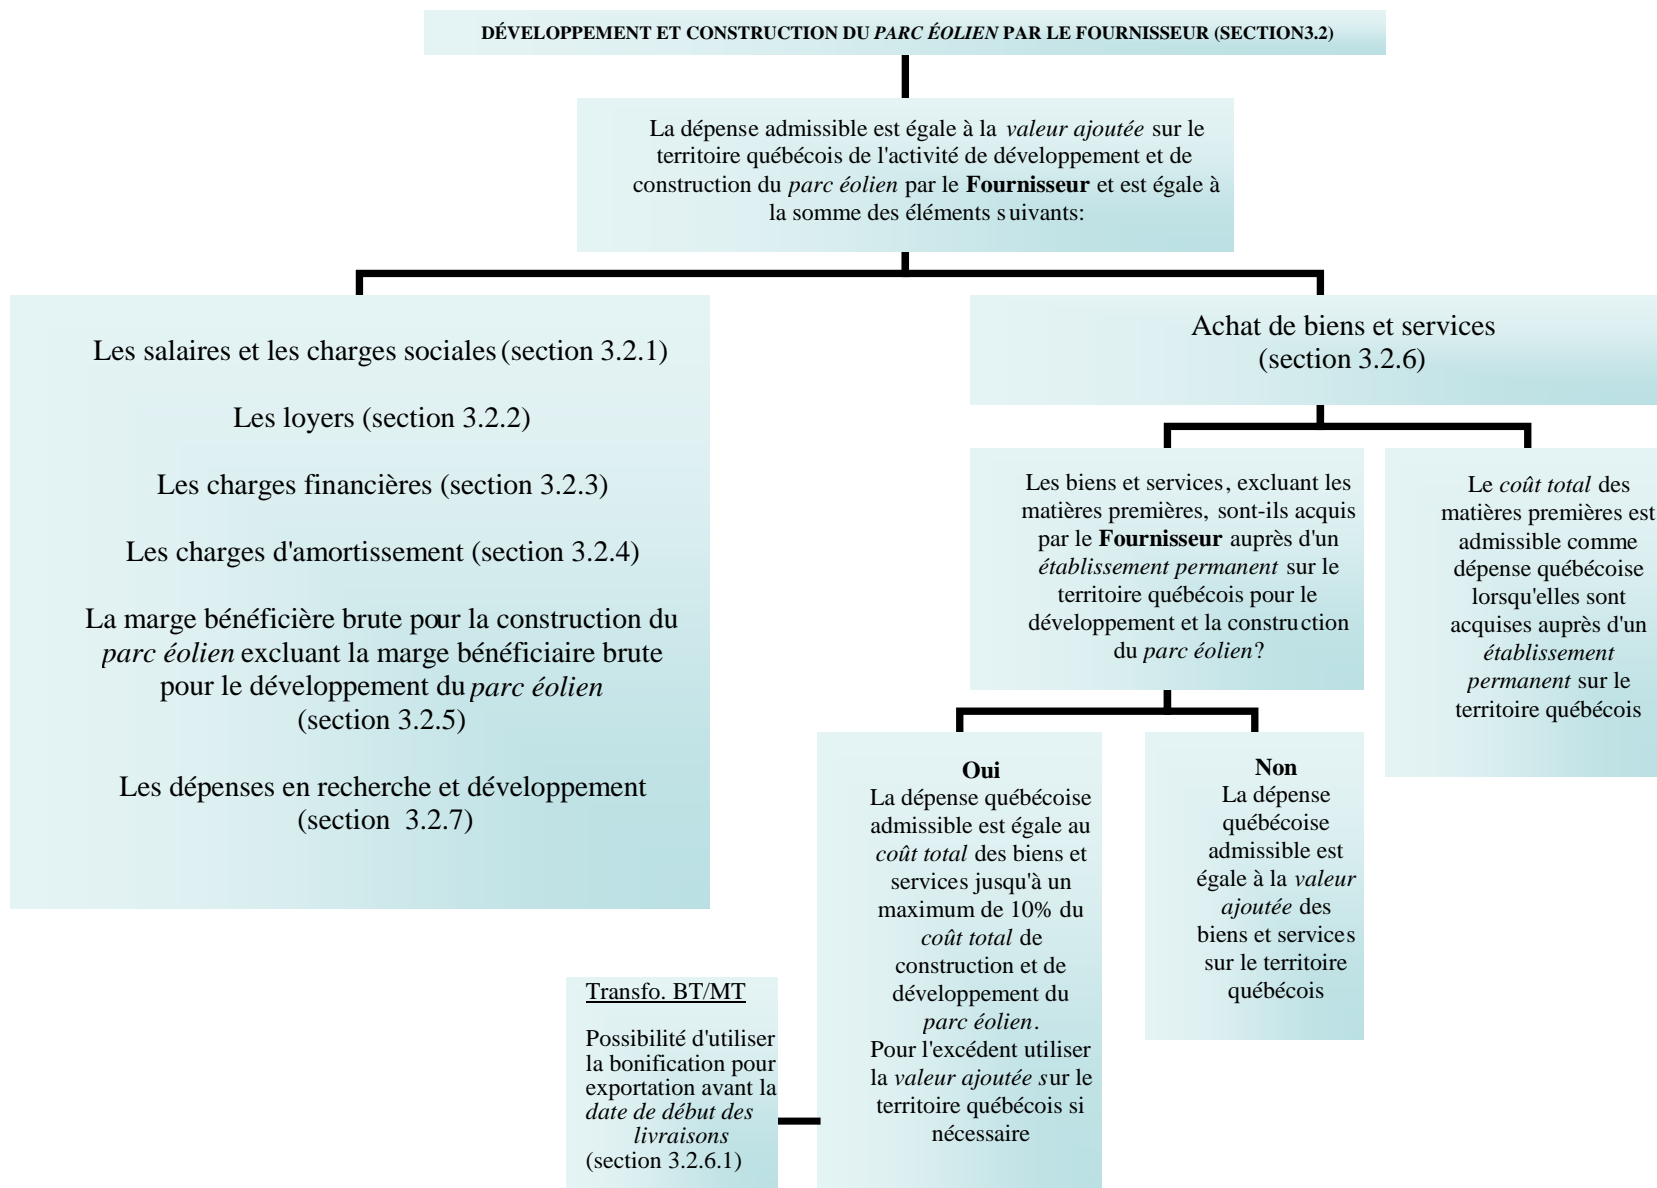 DÉVELOPPEMENT ET CONSTRUCTION DU PARC ÉOLIEN PAR LE FOURNISSEUR (SECTION3.2)
La dépense admissible est égale à la valeur ajoutée sur le
territoire québécois de l'activité de développement et de
construction du parc éolien par le Fournisseur et est égale à
la somme des éléments suivants:
Les salaires et les charges sociales (section 3.2.1)
Les loyers (section 3.2.2)
Les charges financières (section 3.2.3)
Les charges d'amortissement (section 3.2.4)
La marge bénéficière brute pour la construction du
parc éolien excluant la marge bénéficiaire brute
pour le développement du parc éolien
(section 3.2.5)
Les dépenses en recherche et développement
(section 3.2.7)
Achat de biens et services
(section 3.2.6)
Les biens et services, excluant les
matières premières, sont-ils acquis
par le Fournisseur auprès d'un
établissement permanent sur le
territoire québécois pour le
développement et la construction
du parc éolien?
Le coût total des
matières premières est
admissible comme
dépense québécoise
lorsqu'elles sont
acquises auprès d'un
établissement
permanent sur le
territoire québécois
Oui
La dépense québécoise
admissible est égale au
coût total des biens et
services jusqu'à un
maximum de 10% du
coût total de
construction et de
développement du
parc éolien.
Pour l'excédent utiliser
la valeur ajoutée sur le
territoire québécois si
nécessaire
Non
La dépense
québécoise
admissible est
égale à la valeur
ajoutée des
biens et services
sur le territoire
québécois
Transfo. BT/MT
Possibilité d'utiliser
la bonification pour
exportation avant la
date de début des
livraisons
(section 3.2.6.1)